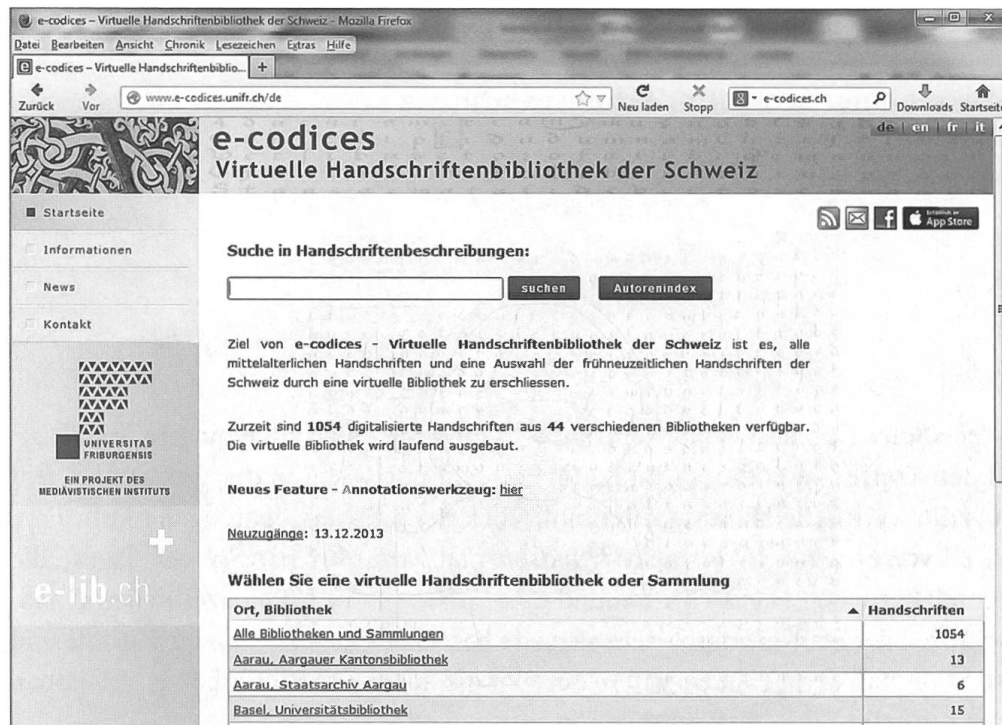 e-codices – Virtuelle Handschriftenbibliothek der Schweiz - Mozilla Firefox
Datei Bearbeiten Ansicht Chronik Lesezeichen Extras Hilfe
e-codices – Virtuelle Handschriftenbiblio... +
Zurück Vor www.e-codices.unifr.ch/de Neu laden Stopp e-codices.ch Downloads Startseite
de | en | fr | it
e-codices
Virtuelle Handschriftenbibliothek der Schweiz
Startseite
Informationen
News
Kontakt
UNIVERSITAS
FRIBURGENSIS
EIN PROJEKT DES
MEDIÄVISTISCHEN INSTITUTS
e-lib.ch
App Store
Suche in Handschriftenbeschreibungen:
suchen Autorenindex
Ziel von e-codices – Virtuelle Handschriftenbibliothek der Schweiz ist es, alle
mittelalterlichen Handschriften und eine Auswahl der frühneuzeitlichen Handschriften der
Schweiz durch eine virtuelle Bibliothek zu erschliessen.
Zurzeit sind 1054 digitalisierte Handschriften aus 44 verschiedenen Bibliotheken verfügbar.
Die virtuelle Bibliothek wird laufend ausgebaut.
Neues Feature - Annotationswerkzeug: hier
Neuzugänge: 13.12.2013
Wählen Sie eine virtuelle Handschriftenbibliothek oder Sammlung
Ort, Bibliothek Handschriften
Alle Bibliotheken und Sammlungen 1054
Aarau, Aargauer Kantonsbibliothek 13
Aarau, Staatsarchiv Aargau 6
Basel, Universitätsbibliothek 15